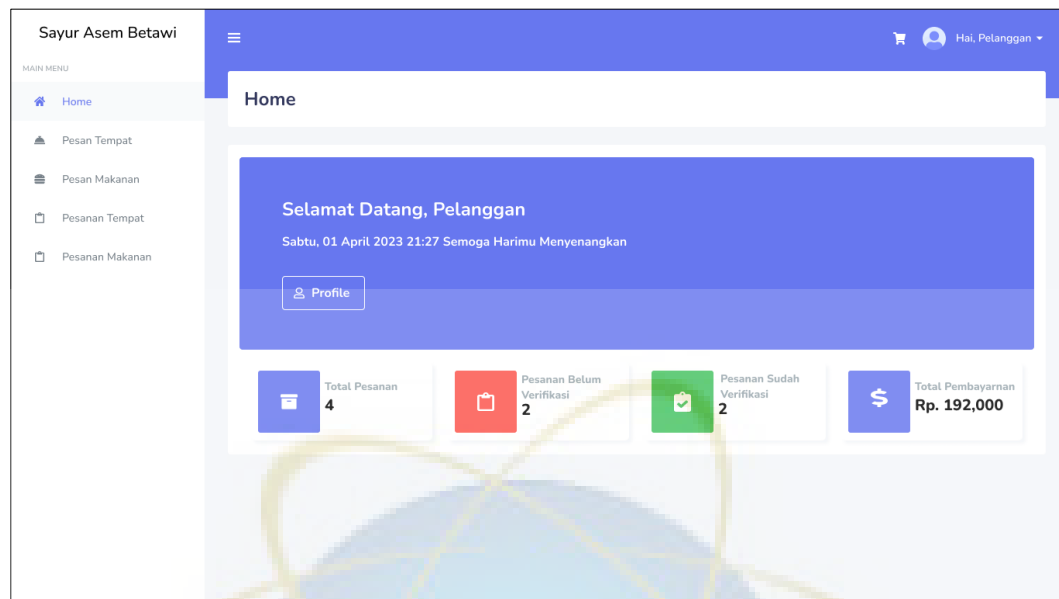 Sayur Asem Betawi
MAIN MENU
Home
Pesan Tempat
Pesan Makanan
Pesanan Tempat
Pesanan Makanan
Hai, Pelanggan
Home
Selamat Datang, Pelanggan
Sabtu, 01 April 2023 21:27 Semoga Harimu Menyenangkan
Profile
Total Pesanan
4
Pesanan Belum
Verifikasi
2
Pesanan Sudah
Verifikasi
2
Total Pembayarnan
Rp. 192,000